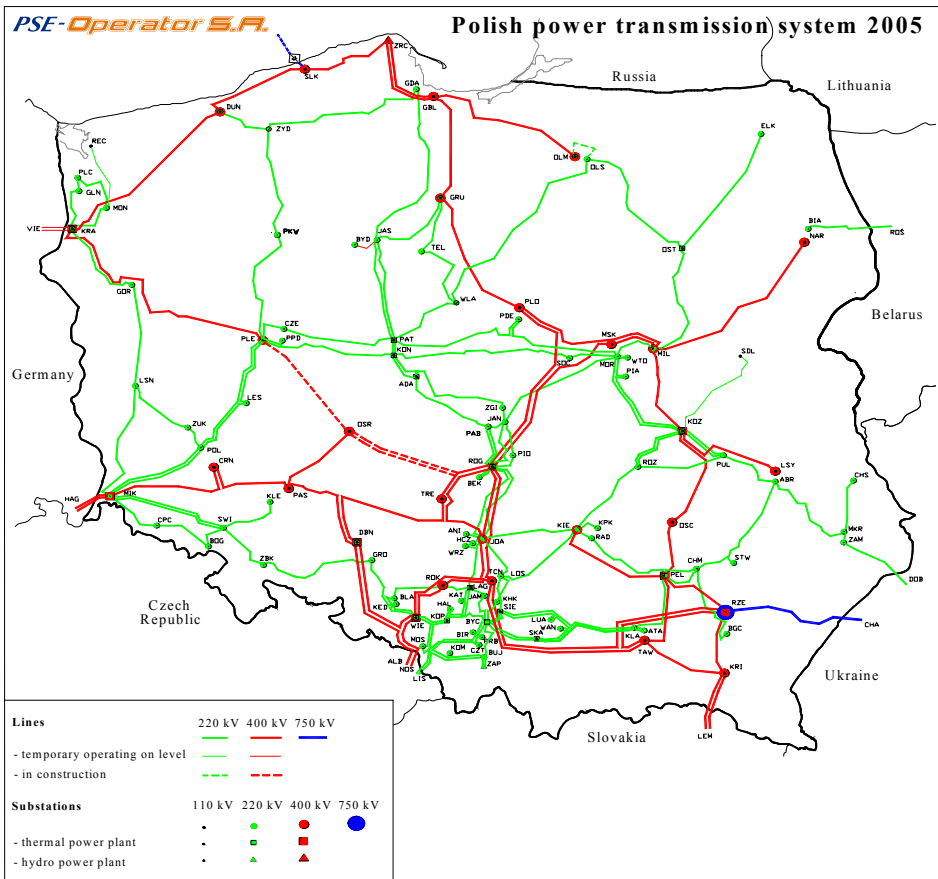 PSE-Operator S.A.
Polish power transmission system 2005
Russia
Lithuania
ZRC
SLK
GDA
GBL
DUN
ZYD
ELK
REC
OLM
OLS
PLC
GLN
MON
GRU
BIA
VIE
KRA
PKW
BYD
JAS
TEL
OST
NAR
ROŚ
GOR
WLA
PLO
PDE
Belarus
CZE
PLE
PPD
PAT
KON
MSK
MIL
SOC
MOR
WTO
SDL
Germany
ADA
PIA
LSN
LES
ZGI
JAN
ZUK
PAB
KOZ
OSR
POL
PIO
CRN
ROG
ROZ
PUL
LSY
BEK
ABR
CHS
HAG
MIK
PAS
KLE
TRE
CPC
SWI
ANI
HCZ
WRZ
JOA
KIE
KPK
RAD
OSC
MKR
ZAM
BOG
DBN
ZBK
GRO
TCN
LOS
CHM
STW
PEL
DOB
ROK
LAG
KAT
JAM
KHK
SIE
RZE
BLA
KED
HAL
KOP
WIE
BYC
LUA
WAN
CHA
Czech
Republic
BIR
PRB
SKA
KLA
DATA
BGC
MOS
KOM
CZT
BUJ
TAW
ALB
NOS
LIS
ZAP
KRI
Ukraine
LEM
Slovakia
Lines
220 kV 400 kV 750 kV
- temporary operating on level
- in construction
Substations
110 kV 220 kV 400 kV 750 kV
- thermal power plant
- hydro power plant